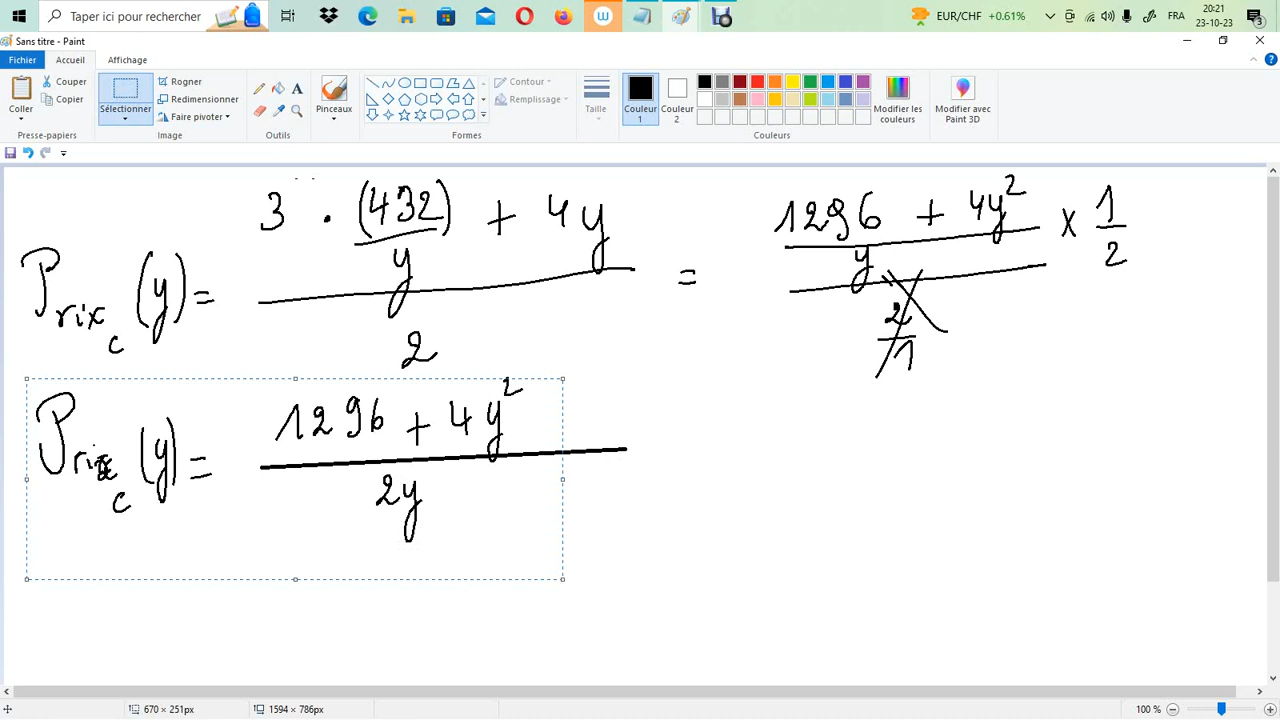 Taper ici pour rechercher
EUR/CHF +0.61%
FRA
20:21
23-10-23
3
Sans titre - Paint
Fichier Accueil Affichage
Coller
Couper
Copier
Presse-papiers
Sélectionner
Rogner
Redimensionner
Faire pivoter
Image
A
Outils
Pinceaux
Formes
Contour
Remplissage
Taille
Couleur 1
Couleur 2
Modifier les couleurs
Couleurs
Modifier avec Paint 3D
3 · (432) + 4y
y
Prix_c (y) = =
2
1296 + 4y² × 1/2
y
2
1
Prix_c (y) =
1296 + 4y²
2y
670 × 251px
1594 × 786px
100 %